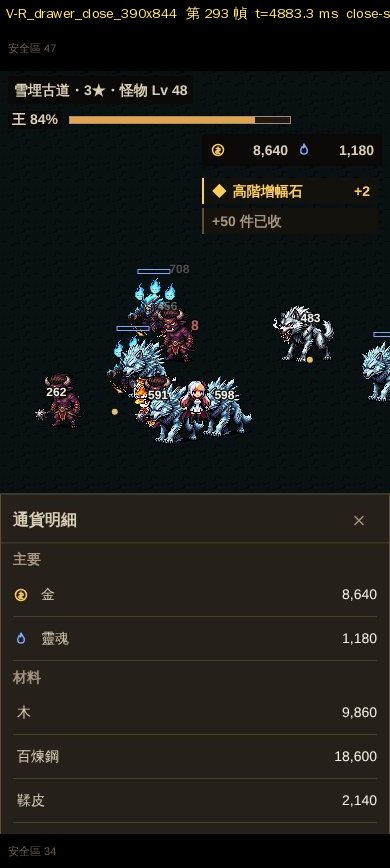 V-R_drawer_close_390x844 第 293 幀 t=4883.3 ms close-s
安全區 47
雪埋古道・3★・怪物 Lv 48
王 84%
8,640 1,180
◆ 高階增幅石 +2
+50 件已收
708
8
483
262
591
598
通貨明細 ×
主要
金 8,640
靈魂 1,180
材料
木 9,860
百煉鋼 18,600
鞣皮 2,140
安全區 34